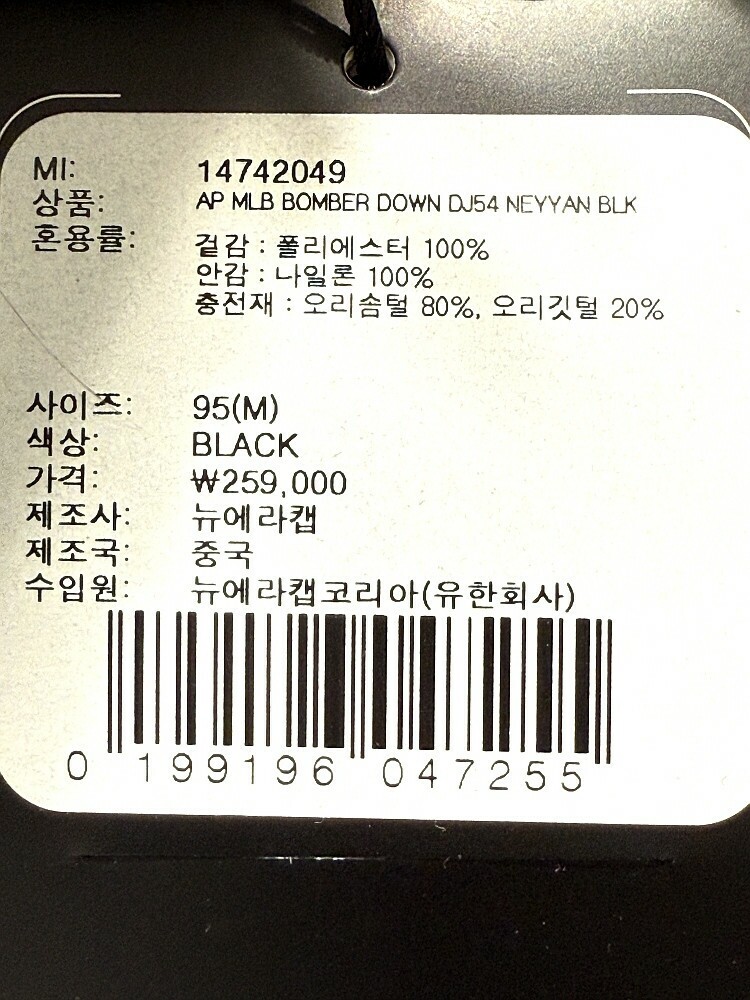 MI: 14742049
상품: AP MLB BOMBER DOWN DJ54 NEYYAN BLK
혼용률: 겉감 : 폴리에스터 100%
안감 : 나일론 100%
충전재 : 오리솜털 80%, 오리깃털 20%
사이즈: 95(M)
색상: BLACK
가격: ₩259,000
제조사: 뉴에라캡
제조국: 중국
수입원: 뉴에라캡코리아(유한회사)
0 199196 047255